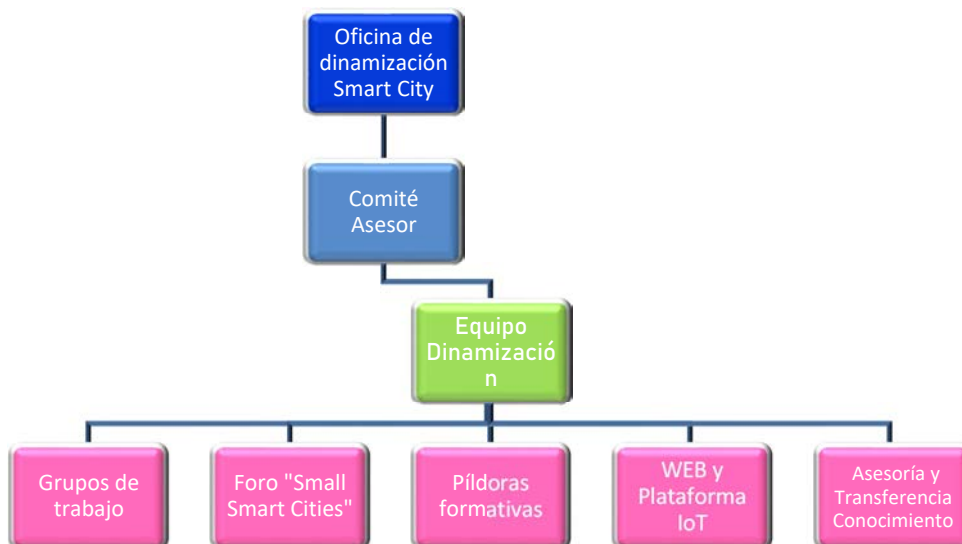 Oficina de
dinamización
Smart City
Comité
Asesor
Equipo
Dinamizació
n
Grupos de
trabajo
Foro "Small
Smart Cities"
Píldoras
formativas
WEB y
Plataforma
IoT
Asesoría y
Transferencia
Conocimiento